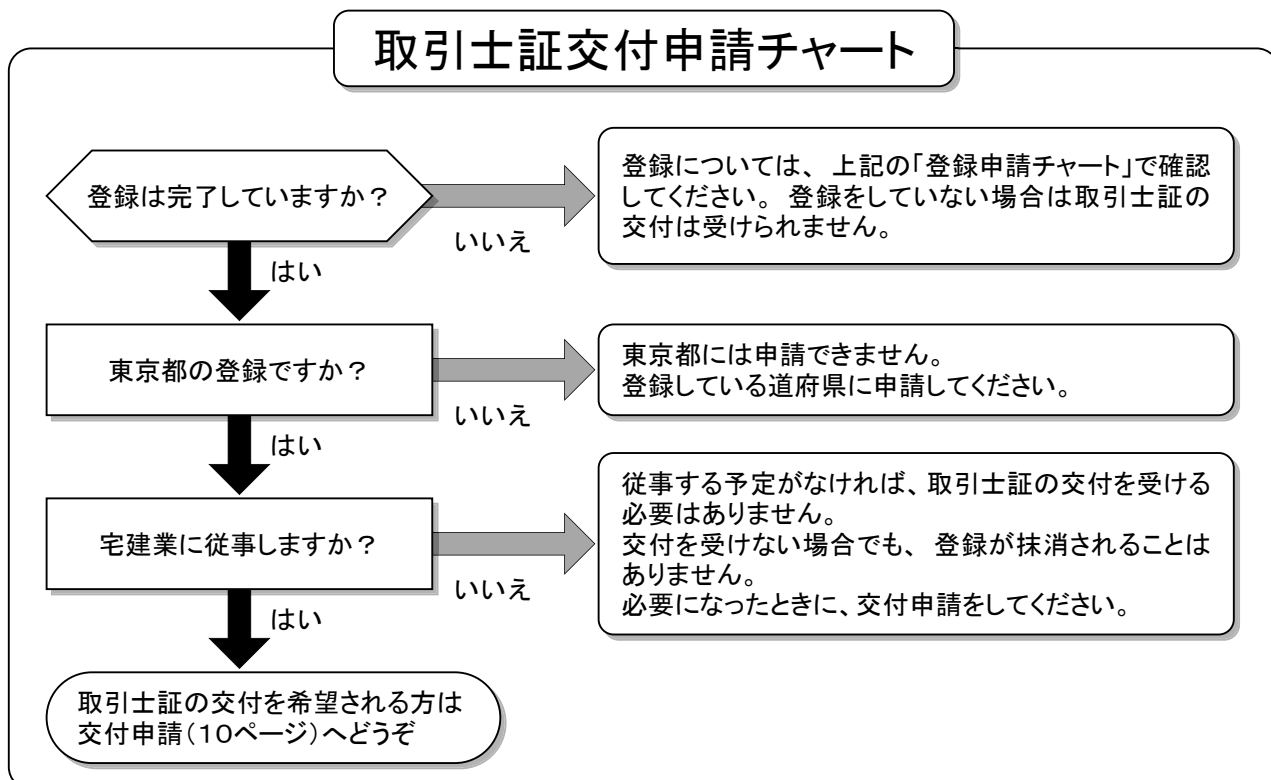 取引士証交付申請チャート
登録は完了していますか？
いいえ
登録については、 上記の「登録申請チャート」で確認
してください。 登録をしていない場合は取引士証の
交付は受けられません。
はい
東京都の登録ですか？
いいえ
東京都には申請できません。
登録している道府県に申請してください。
はい
宅建業に従事しますか？
いいえ
従事する予定がなければ、取引士証の交付を受ける
必要はありません。
交付を受けない場合でも、 登録が抹消されることは
ありません。
必要になったときに、交付申請をしてください。
はい
取引士証の交付を希望される方は
交付申請（１０ページ）へどうぞ